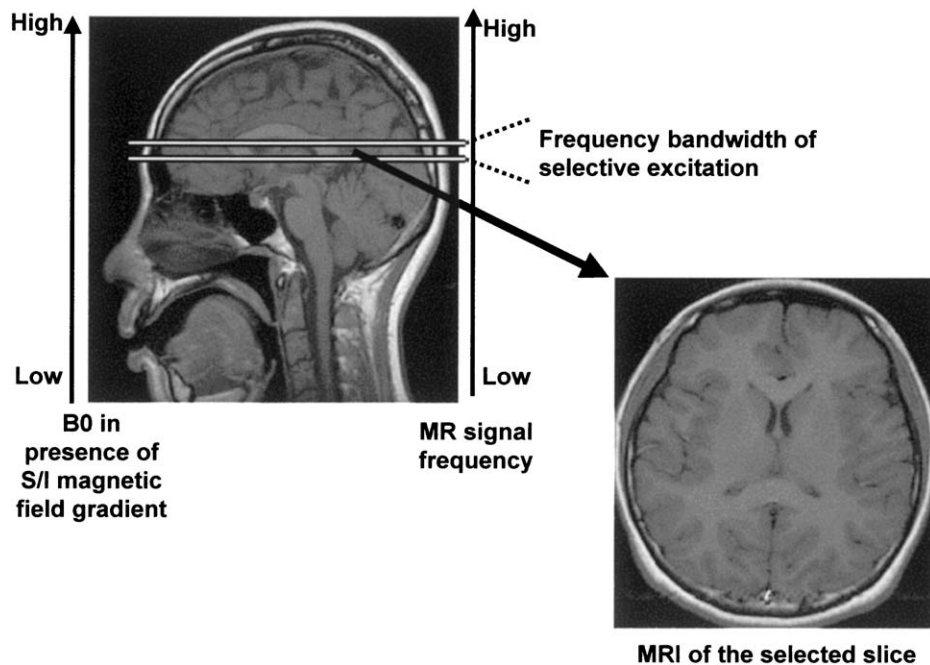 High
High
Frequency bandwidth of
selective excitation
Low
Low
B0 in
presence of
S/I magnetic
field gradient
MR signal
frequency
MRI of the selected slice